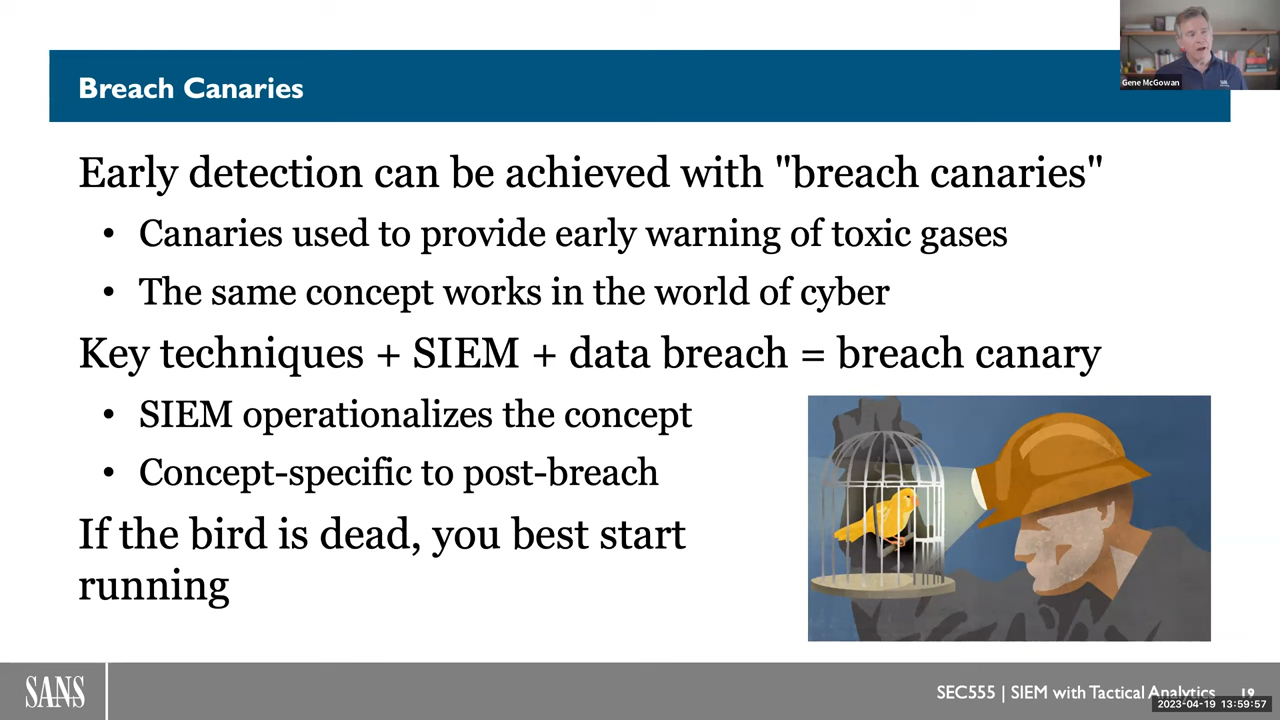 Breach Canaries
Gene McGowan
Early detection can be achieved with "breach canaries"
• Canaries used to provide early warning of toxic gases
• The same concept works in the world of cyber
Key techniques + SIEM + data breach = breach canary
• SIEM operationalizes the concept
• Concept-specific to post-breach
If the bird is dead, you best start
running
SANS
SEC555 | SIEM with Tactical Analytics
19
2023-04-19 13:59:57